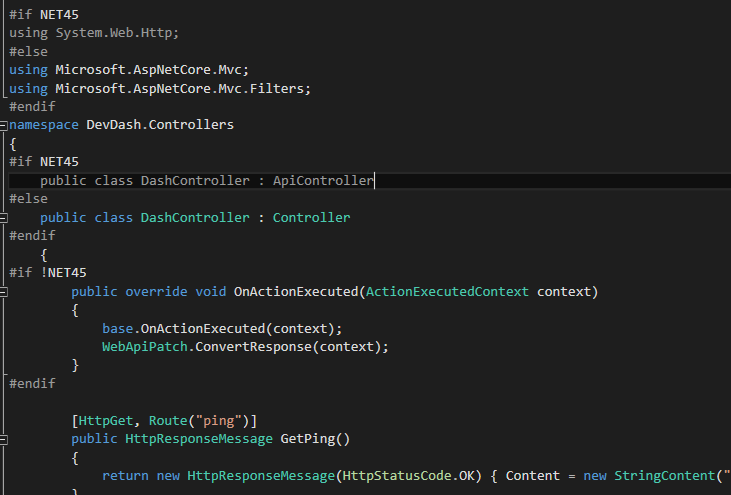 #if NET45
using System.Web.Http;
#else
using Microsoft.AspNetCore.Mvc;
using Microsoft.AspNetCore.Mvc.Filters;
#endif
namespace DevDash.Controllers
{
#if NET45
    public class DashController : ApiController
#else
    public class DashController : Controller
#endif
    {
#if !NET45
        public override void OnActionExecuted(ActionExecutedContext context)
        {
            base.OnActionExecuted(context);
            WebApiPatch.ConvertResponse(context);
        }
#endif
        [HttpGet, Route("ping")]
        public HttpResponseMessage GetPing()
        {
            return new HttpResponseMessage(HttpStatusCode.OK) { Content = new StringContent("
        }